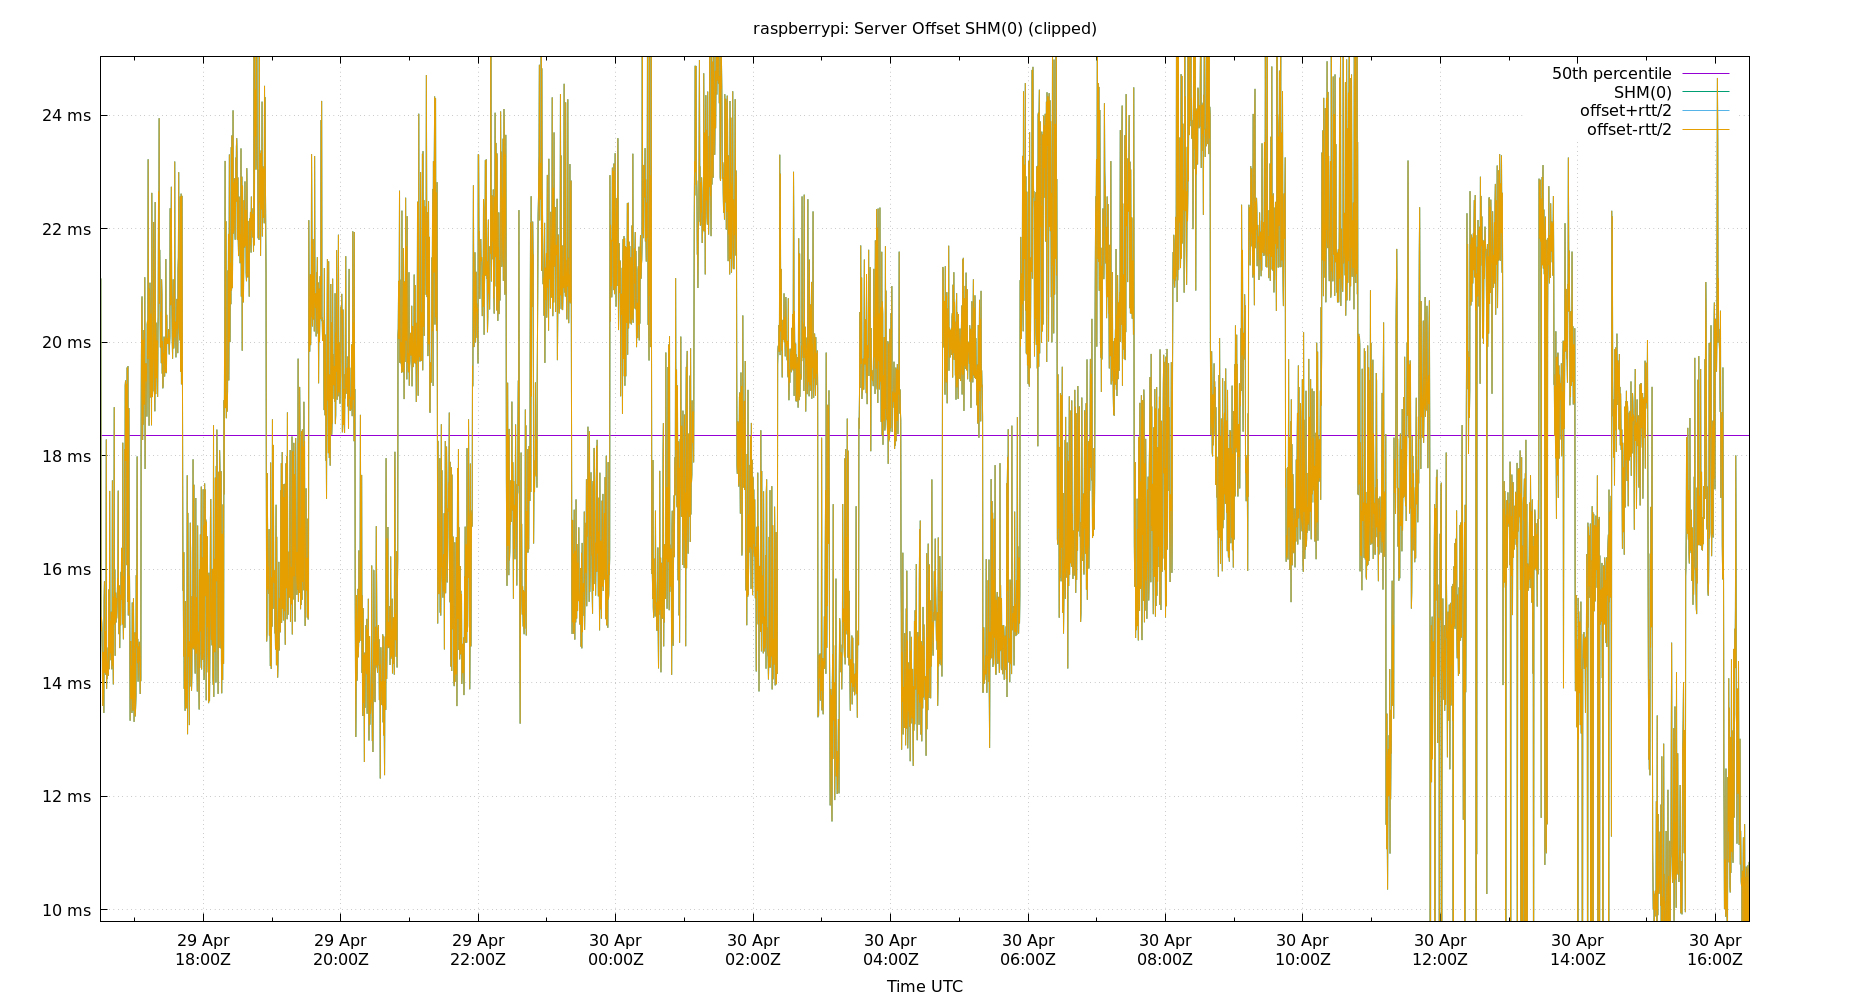 raspberrypi: Server Offset SHM(0) (clipped)
50th percentile
SHM(0)
offset+rtt/2
offset-rtt/2
24 ms
22 ms
20 ms
18 ms
16 ms
14 ms
12 ms
10 ms
29 Apr 29 Apr 29 Apr 30 Apr 30 Apr 30 Apr 30 Apr 30 Apr 30 Apr 30 Apr 30 Apr 30 Apr
18:00Z 20:00Z 22:00Z 00:00Z 02:00Z 04:00Z 06:00Z 08:00Z 10:00Z 12:00Z 14:00Z 16:00Z
Time UTC